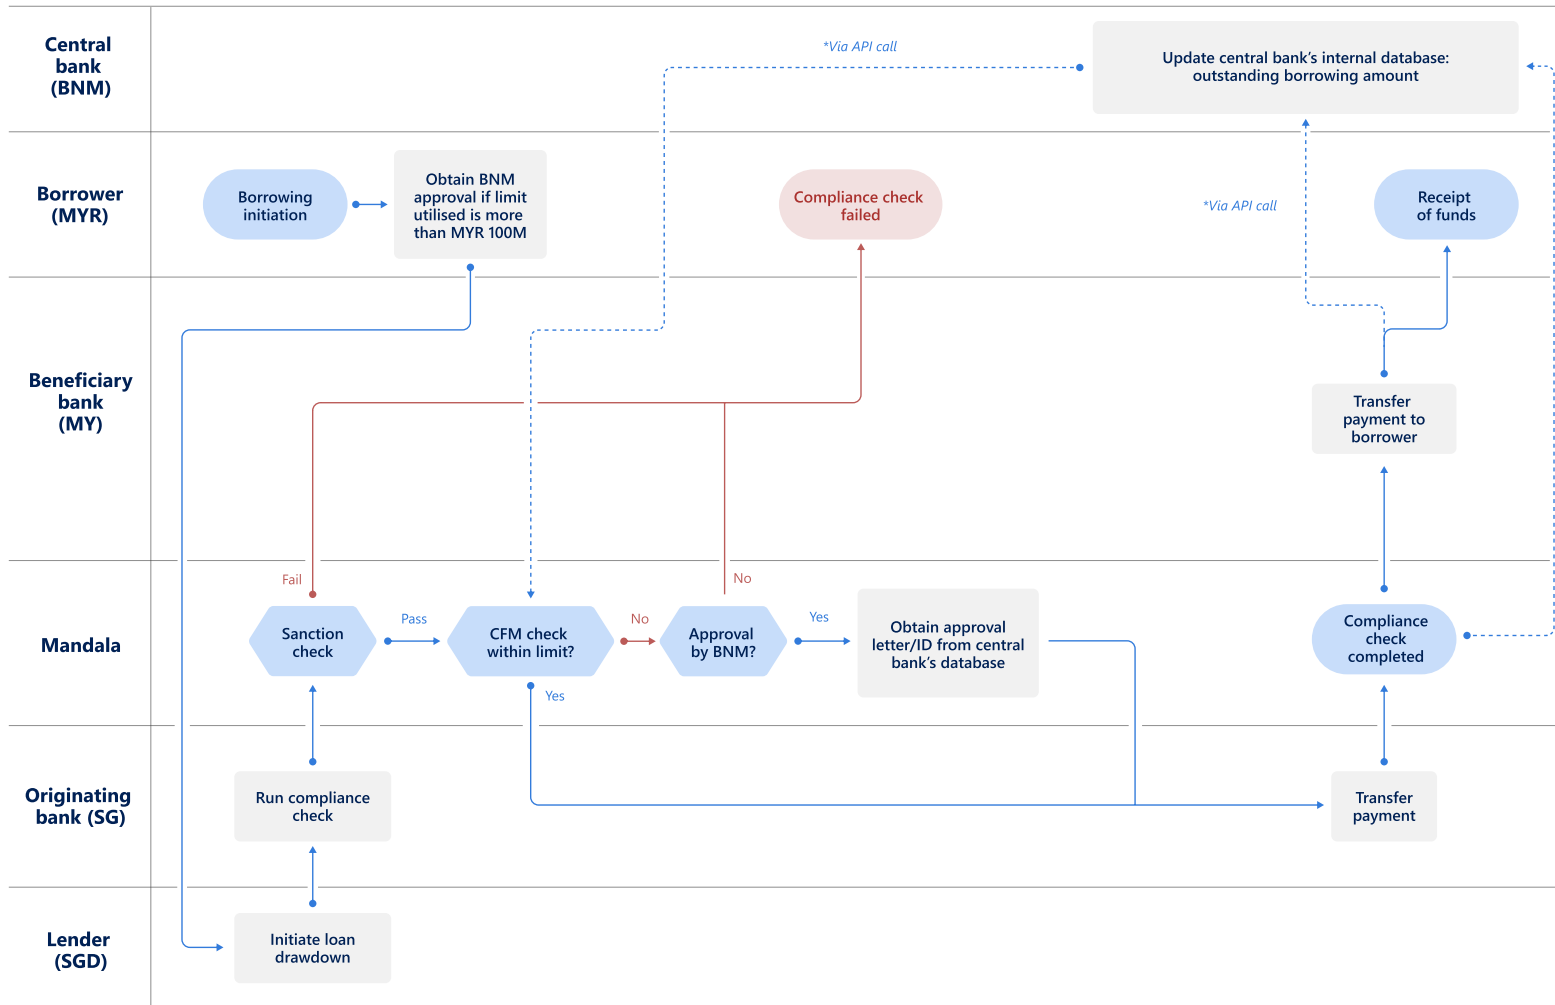 Central
bank
(BNM)
*Via API call
Update central bank’s internal database:
outstanding borrowing amount
Borrower
(MYR)
Borrowing
initiation
Obtain BNM
approval if limit
utilised is more
than MYR 100M
Compliance check
failed
*Via API call
Receipt
of funds
Beneficiary
bank
(MY)
Transfer
payment to
borrower
Mandala
Fail
Sanction
check
Pass
CFM check
within limit?
Yes
No
No
Approval
by BNM?
Yes
Obtain approval
letter/ID from central
bank’s database
Compliance
check
completed
Originating
bank (SG)
Run compliance
check
Transfer
payment
Lender
(SGD)
Initiate loan
drawdown